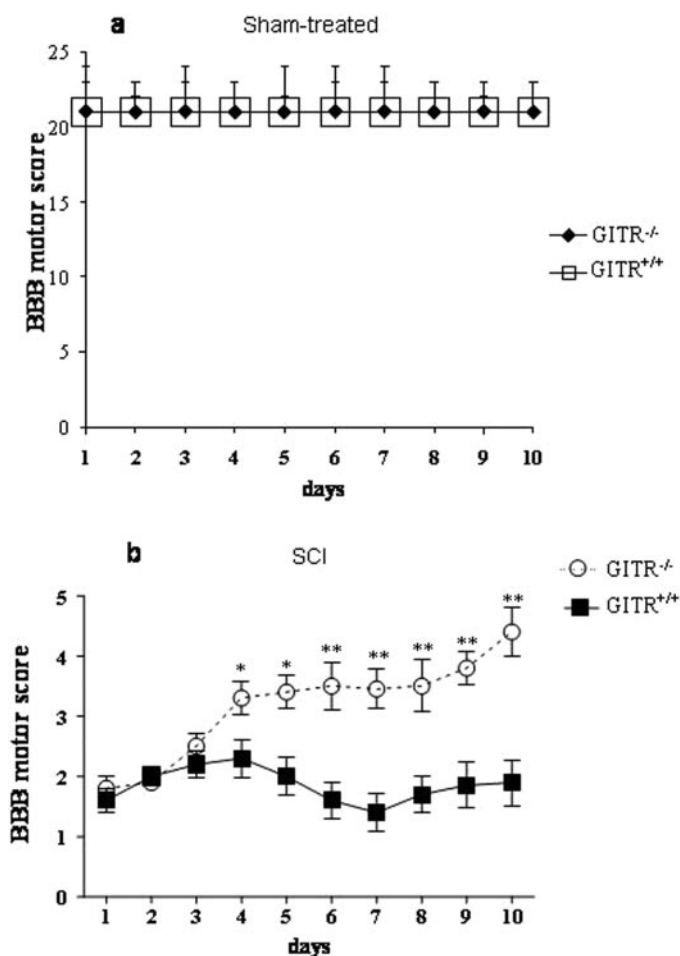 a Sham-treated
25
20
15
10
5
0
BBB motor score
1 2 3 4 5 6 7 8 9 10
days
GITR-/-
GITR+/+
b SCI
5
4
3
2
1
0
BBB motor score
* * ** ** ** ** **
1 2 3 4 5 6 7 8 9 10
days
GITR-/-
GITR+/+